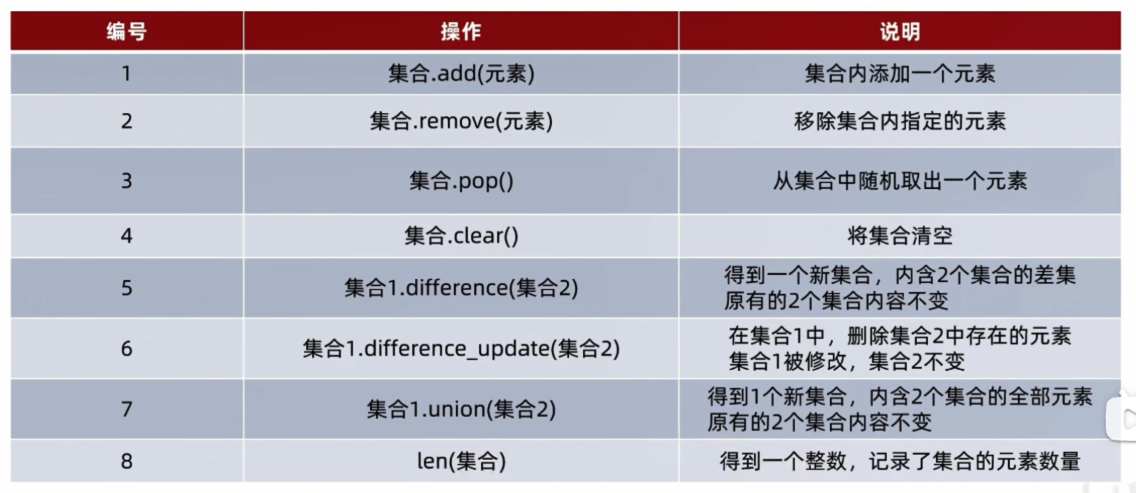 编号 操作 说明
1 集合.add(元素) 集合内添加一个元素
2 集合.remove(元素) 移除集合内指定的元素
3 集合.pop() 从集合中随机取出一个元素
4 集合.clear() 将集合清空
5 集合1.difference(集合2) 得到一个新集合，内含2个集合的差集
原有的2个集合内容不变
6 集合1.difference_update(集合2) 在集合1中，删除集合2中存在的元素
集合1被修改，集合2不变
7 集合1.union(集合2) 得到1个新集合，内含2个集合的全部元素
原有的2个集合内容不变
8 len(集合) 得到一个整数，记录了集合的元素数量